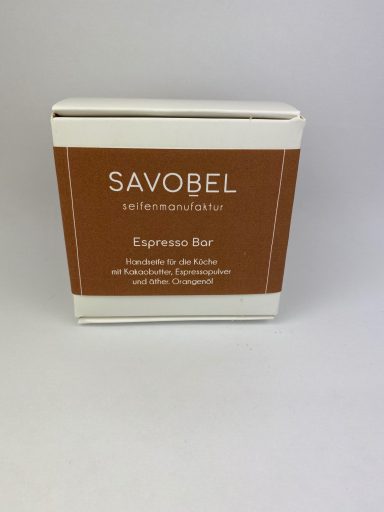 SAVOBEL
seifenmanufaktur
Espresso Bar
Handseife für die Küche
mit Kakaobutter, Espressopulver
und äther. Orangenöl